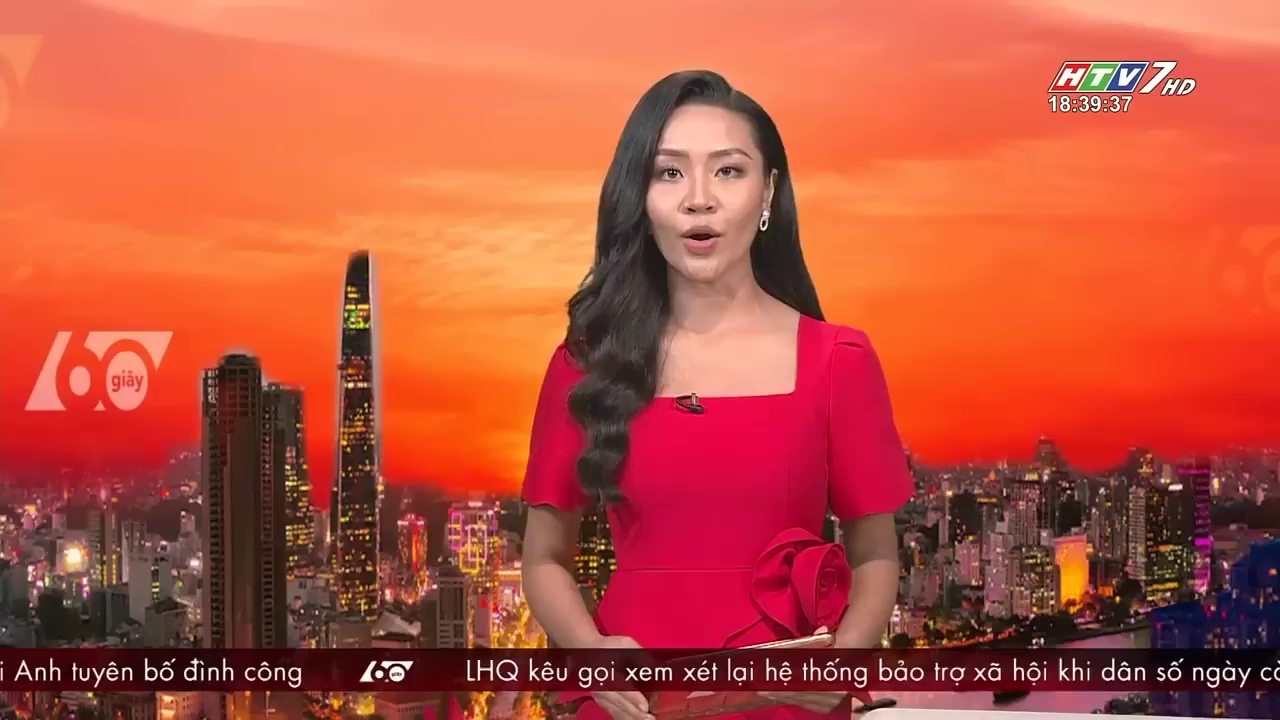 HTV7 HD
18:39:37
60 giây
i Anh tuyên bố đình công 60 giây LHQ kêu gọi xem xét lại hệ thống bảo trợ xã hội khi dân số ngày cà